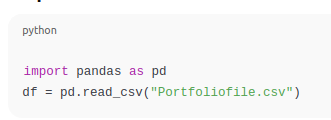 python
import pandas as pd
df = pd.read_csv("Portfoliofile.csv")